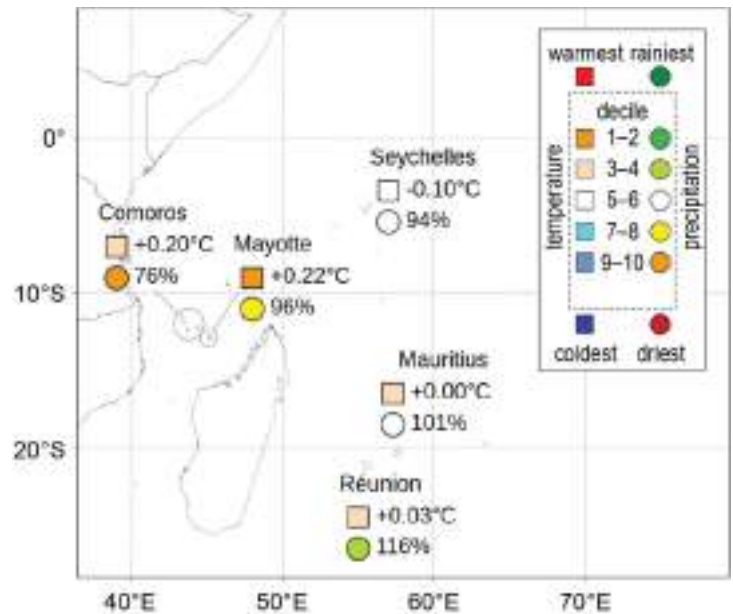 warmest rainiest
decile
1–2
3–4
5–6
7–8
9–10
temperature
precipitation
coldest driest
0°
10°S
20°S
Seychelles
-0.10°C
94%
Comoros
+0.20°C
76%
Mayotte
+0.22°C
96%
Mauritius
+0.00°C
101%
Réunion
+0.03°C
116%
40°E 50°E 60°E 70°E